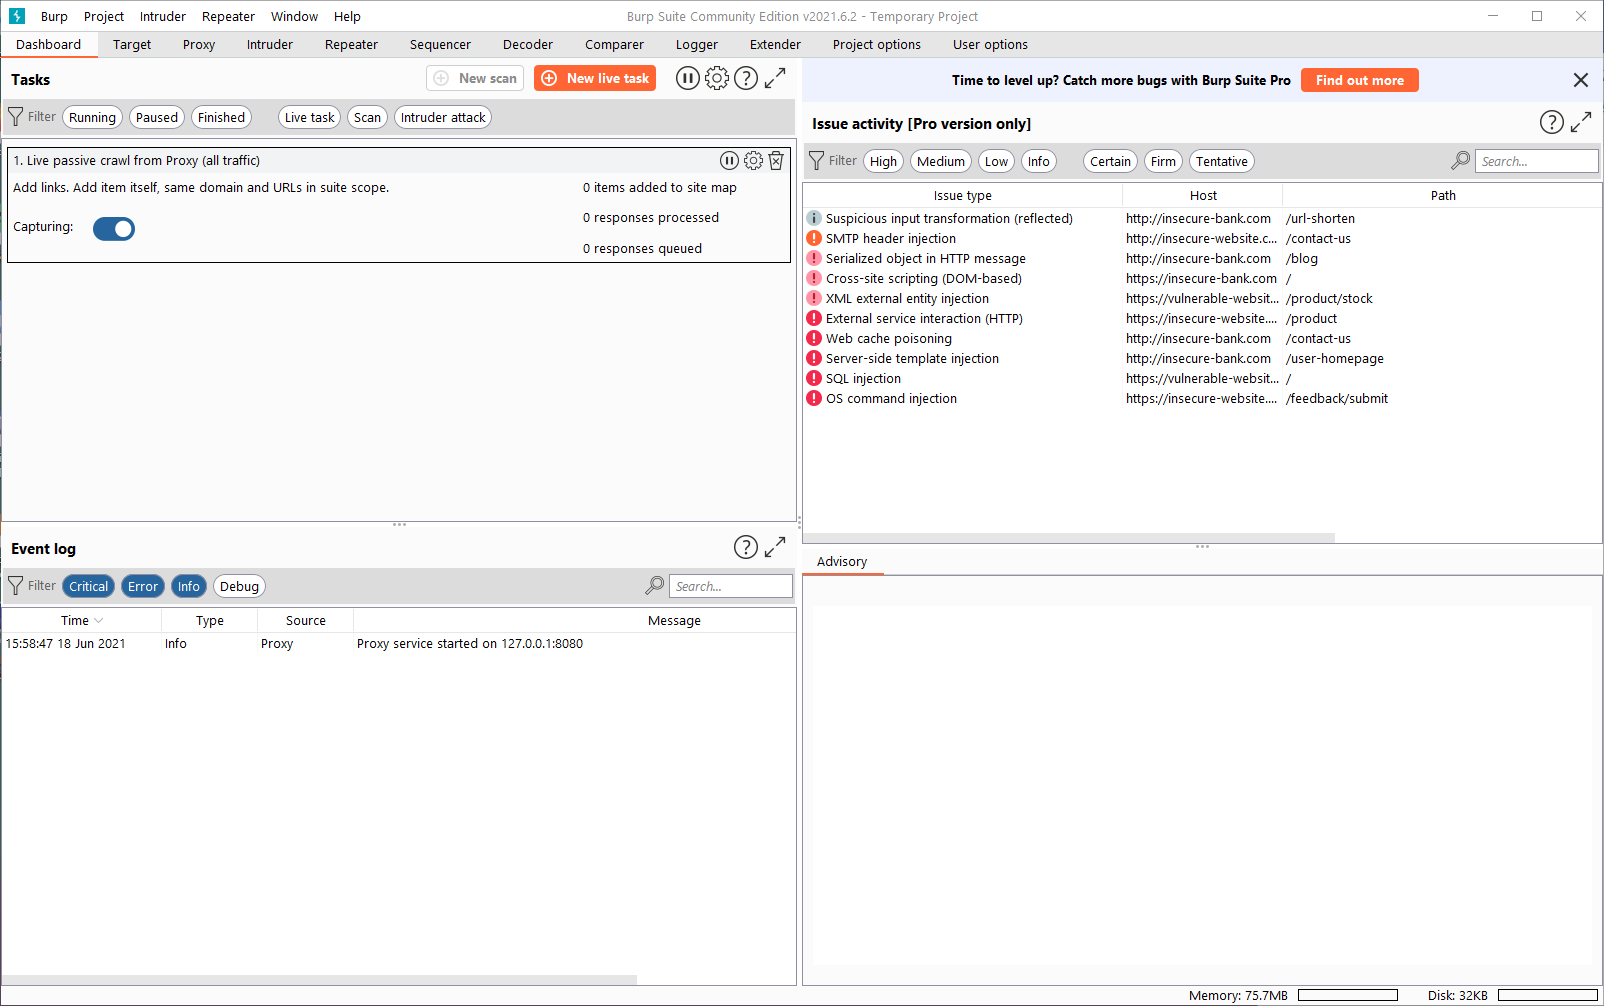 Burp Project Intruder Repeater Window Help
Burp Suite Community Edition v2021.6.2 - Temporary Project
Dashboard Target Proxy Intruder Repeater Sequencer Decoder Comparer Logger Extender Project options User options
Tasks
New scan
New live task
Filter Running Paused Finished Live task Scan Intruder attack
1. Live passive crawl from Proxy (all traffic)
Add links. Add item itself, same domain and URLs in suite scope.
0 items added to site map
0 responses processed
Capturing:
0 responses queued
Event log
Filter Critical Error Info Debug Search...
Time Type Source Message
15:58:47 18 Jun 2021 Info Proxy Proxy service started on 127.0.0.1:8080
Time to level up? Catch more bugs with Burp Suite Pro Find out more
Issue activity [Pro version only]
Filter High Medium Low Info Certain Firm Tentative Search...
Issue type Host Path
Suspicious input transformation (reflected) http://insecure-bank.com /url-shorten
SMTP header injection http://insecure-website.c... /contact-us
Serialized object in HTTP message http://insecure-bank.com /blog
Cross-site scripting (DOM-based) https://insecure-bank.com /
XML external entity injection https://vulnerable-websit... /product/stock
External service interaction (HTTP) https://insecure-website.... /product
Web cache poisoning http://insecure-bank.com /contact-us
Server-side template injection http://insecure-bank.com /user-homepage
SQL injection https://vulnerable-websit... /
OS command injection https://insecure-website.... /feedback/submit
Advisory
Memory: 75.7MB Disk: 32KB